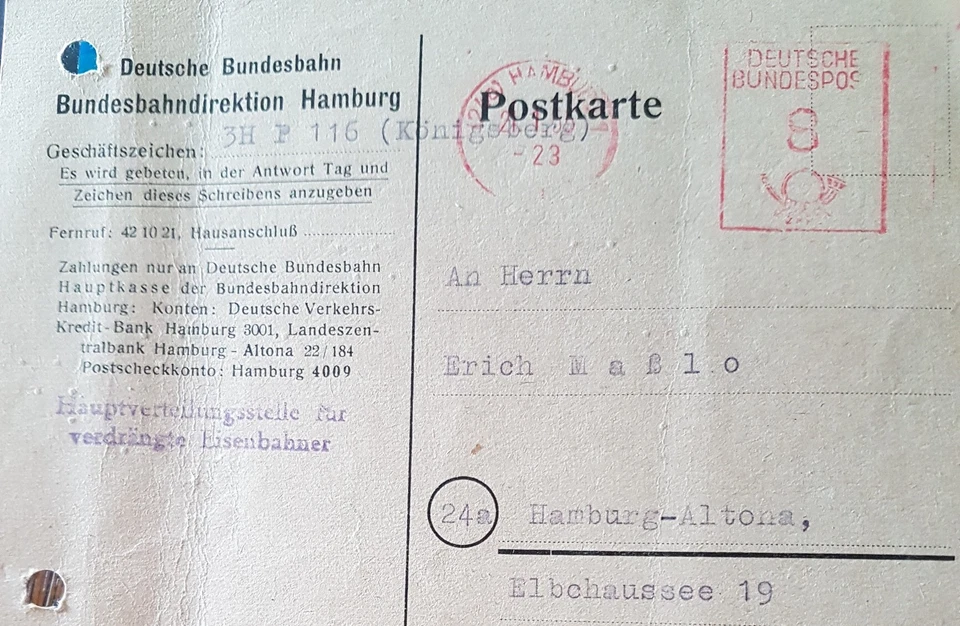 Deutsche Bundesbahn
Bundesbahndirektion Hamburg
3H P 116 (Königsberg)
Geschäftszeichen:
Es wird gebeten, in der Antwort Tag und
Zeichen dieses Schreibens anzugeben
Fernruf: 42 10 21, Hausanschluß
Zahlungen nur an Deutsche Bundesbahn
Hauptkasse der Bundesbahndirektion
Hamburg: Konten: Deutsche Verkehrs-
Kredit-Bank Hamburg 3001, Landeszen-
tralbank Hamburg - Altona 22/184
Postscheckkonto: Hamburg 4009
Hauptverteilungsstelle für
verdrängte Eisenbahner
Postkarte
HAMBURG
-23
DEUTSCHE
BUNDESPOS
8
An Herrn
Erich Maßlo
24a Hamburg-Altona,
Elbchaussee 19